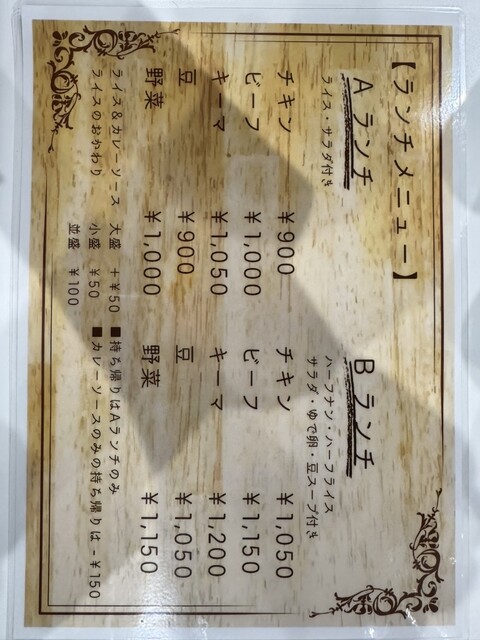 【ランチメニュー】
Aランチ
ライス・サラダ付き
チキン ￥900
ビーフ ￥1,000
キーマ ￥1,050
豆 ￥900
野菜 ￥1,000
Bランチ
ハーフナン・ハーフライス
サラダ・ゆで卵・豆スープ付き
チキン ￥1,050
ビーフ ￥1,150
キーマ ￥1,200
豆 ￥1,050
野菜 ￥1,150
ライス&カレーソース 大盛 +￥50
ライスのおかわり 小盛 ￥50
並盛 ￥100
■持ち帰りはAランチのみ
■カレーソースのみの持ち帰りは-￥150